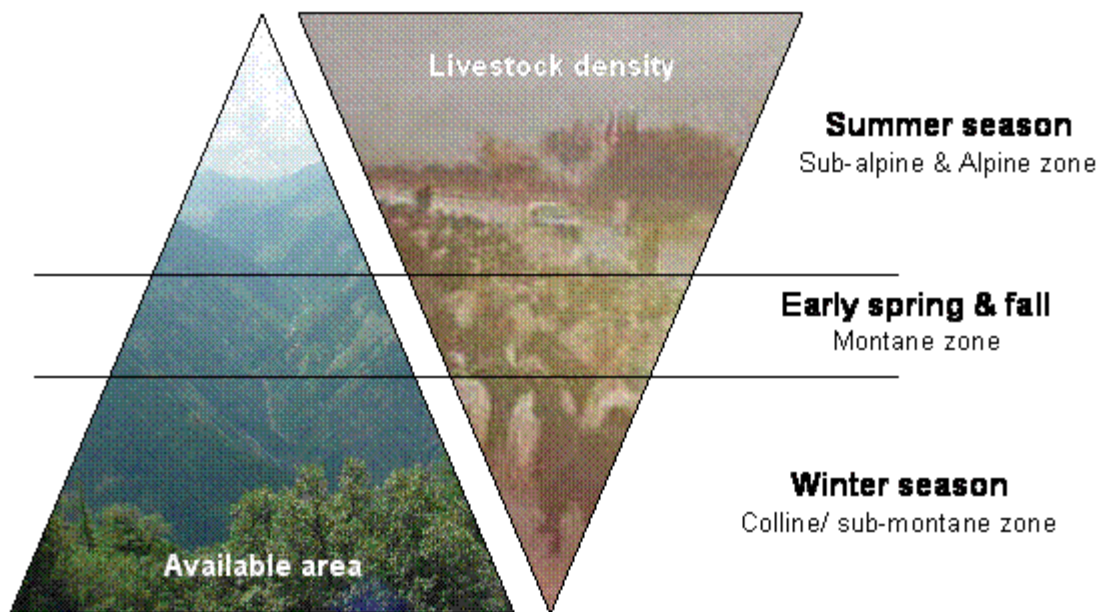 Livestock density
Summer season
Sub-alpine & Alpine zone
Early spring & fall
Montane zone
Winter season
Colline/ sub-montane zone
Available area